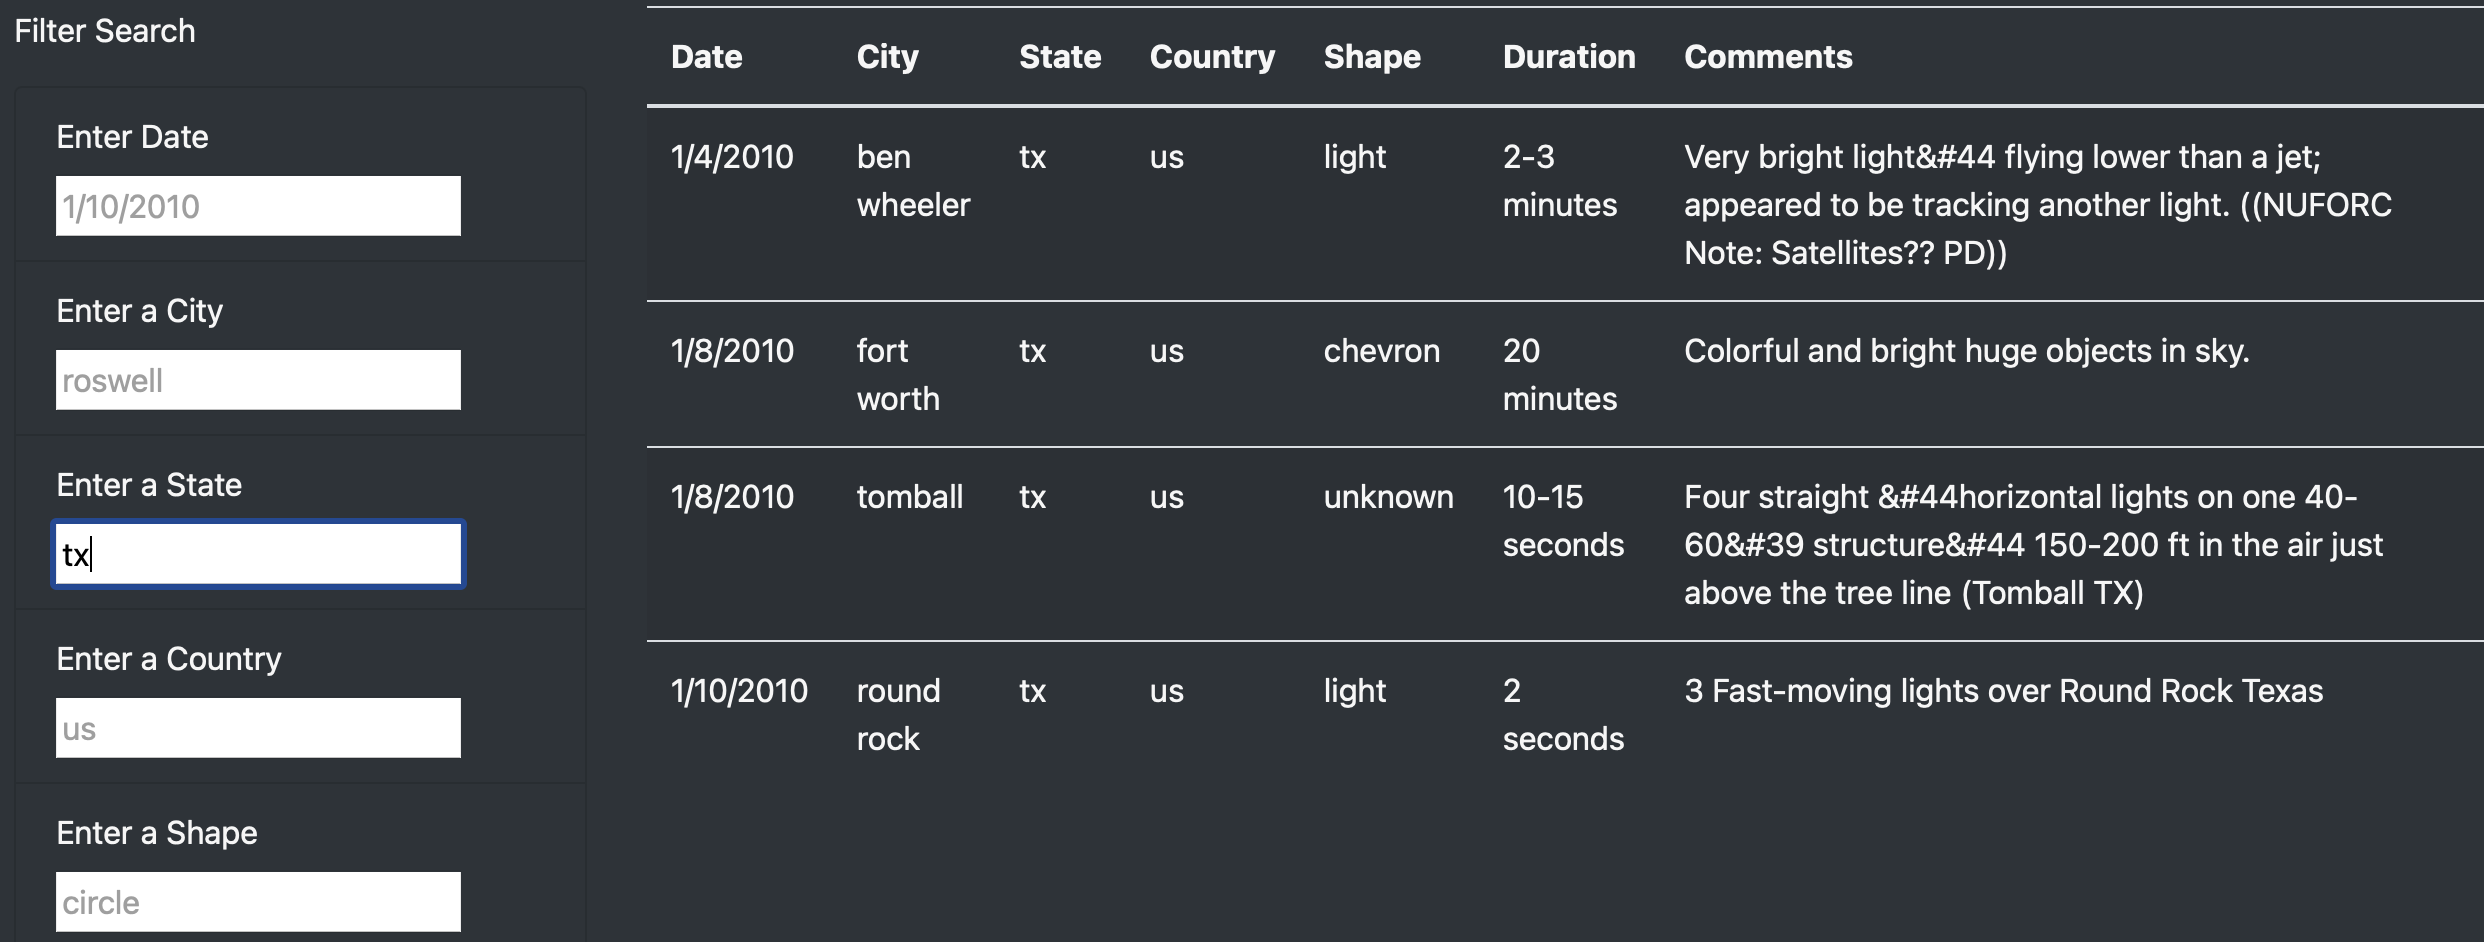 Filter Search
Enter Date
1/10/2010
Enter a City
roswell
Enter a State
tx
Enter a Country
us
Enter a Shape
circle
Date City State Country Shape Duration Comments
1/4/2010 ben tx us light 2-3 Very bright light&#44 flying lower than a jet;
wheeler minutes appeared to be tracking another light. ((NUFORC
Note: Satellites?? PD))
1/8/2010 fort tx us chevron 20 Colorful and bright huge objects in sky.
worth minutes
1/8/2010 tomball tx us unknown 10-15 Four straight &#44horizontal lights on one 40-
seconds 60&#39 structure&#44 150-200 ft in the air just
above the tree line (Tomball TX)
1/10/2010 round tx us light 2 3 Fast-moving lights over Round Rock Texas
rock seconds